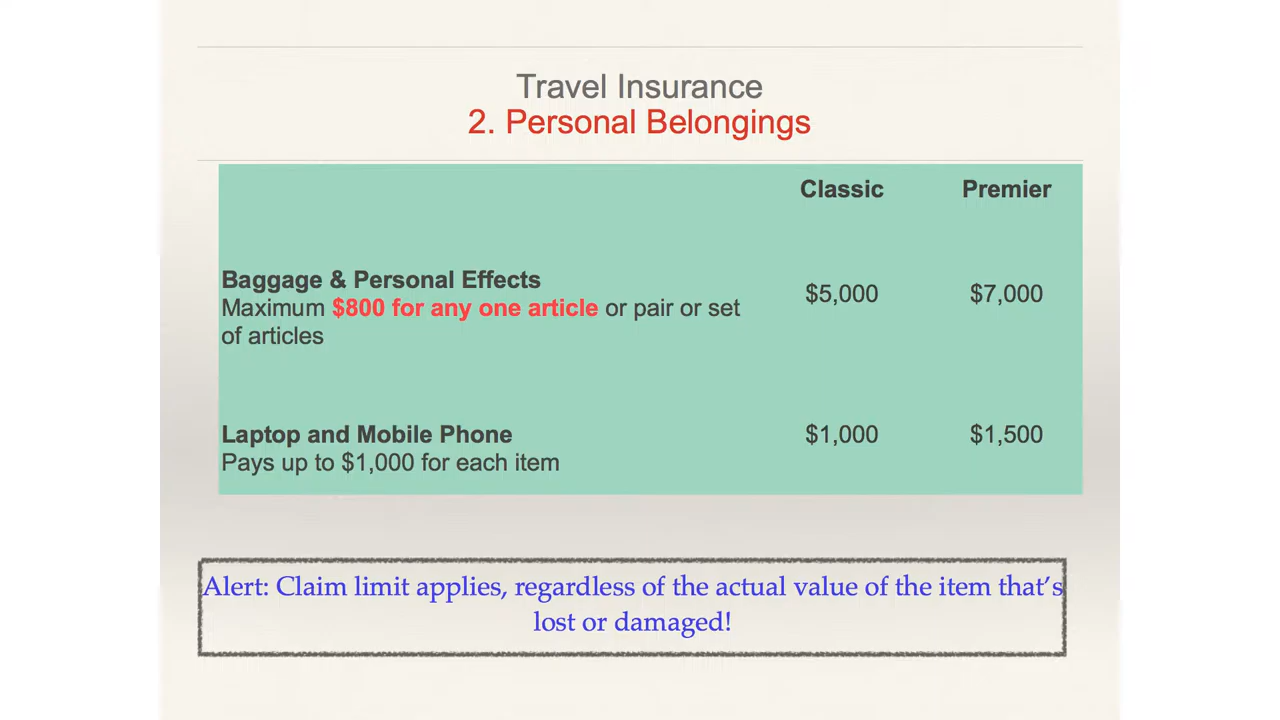 Travel Insurance
2. Personal Belongings
Classic Premier
Baggage & Personal Effects
$5,000 $7,000
Maximum $800 for any one article or pair or set
of articles
Laptop and Mobile Phone $1,000 $1,500
Pays up to $1,000 for each item
Alert: Claim limit applies, regardless of the actual value of the item that’s
lost or damaged!